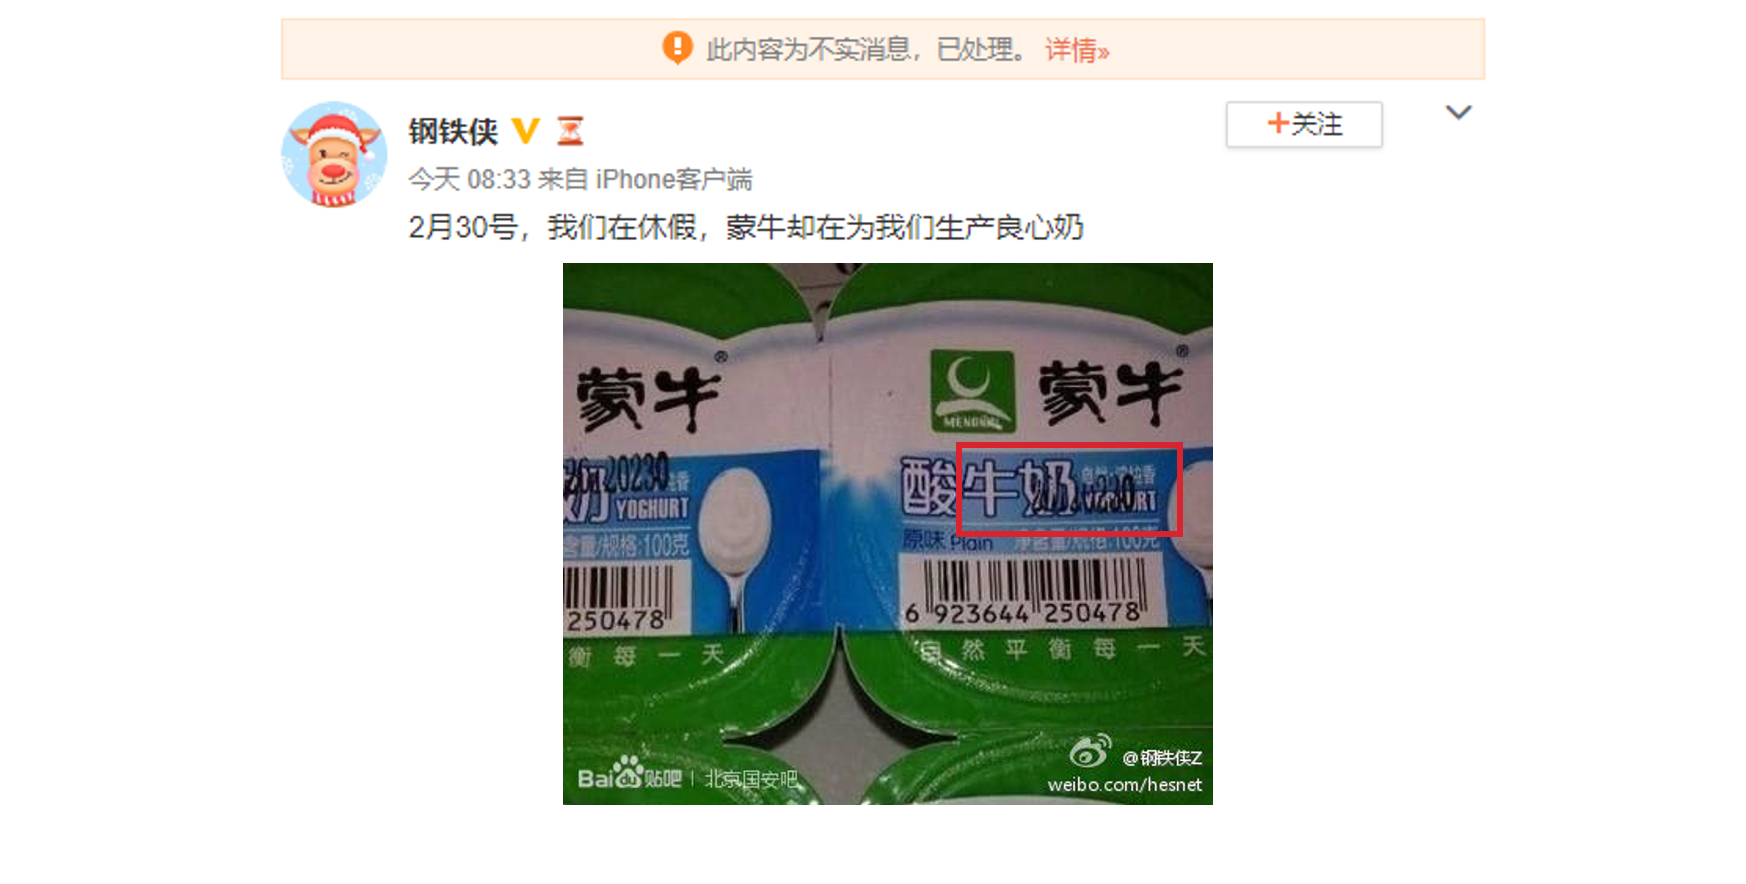 此内容为不实消息，已处理。 详情»
钢铁侠
+关注
今天 08:33 来自 iPhone客户端
2月30号，我们在休假，蒙牛却在为我们生产良心奶
蒙牛®
20230
奶
YOGHURT
含量/规格:100克
250478
衡每一天
MENGNIU
蒙牛®
酸牛奶
YOGHURT
原味 Plain 净含量/规格:100克
6 923644 250478
自然平衡每一天
Bai du 贴吧 | 北京国安吧
@钢铁侠Z
weibo.com/hesnet